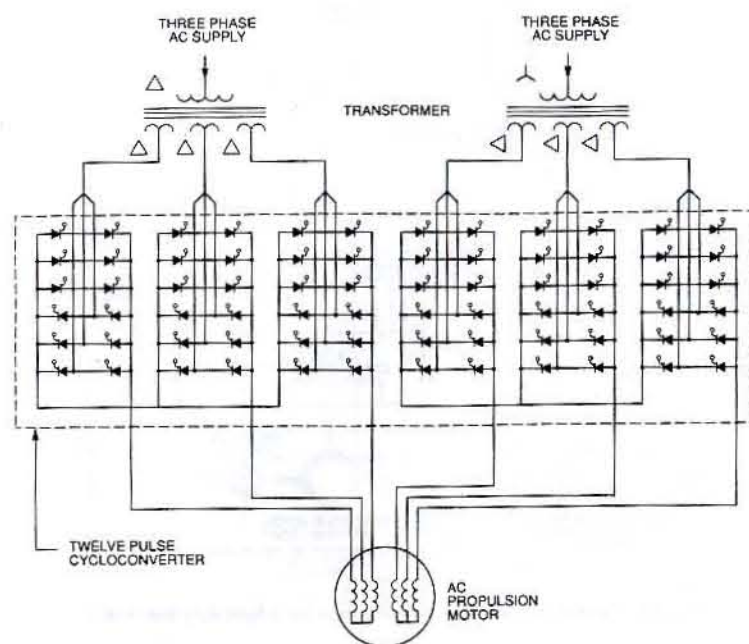 THREE PHASE
AC SUPPLY
THREE PHASE
AC SUPPLY
TRANSFORMER
TWELVE PULSE
CYCLOCONVERTER
AC
PROPULSION
MOTOR